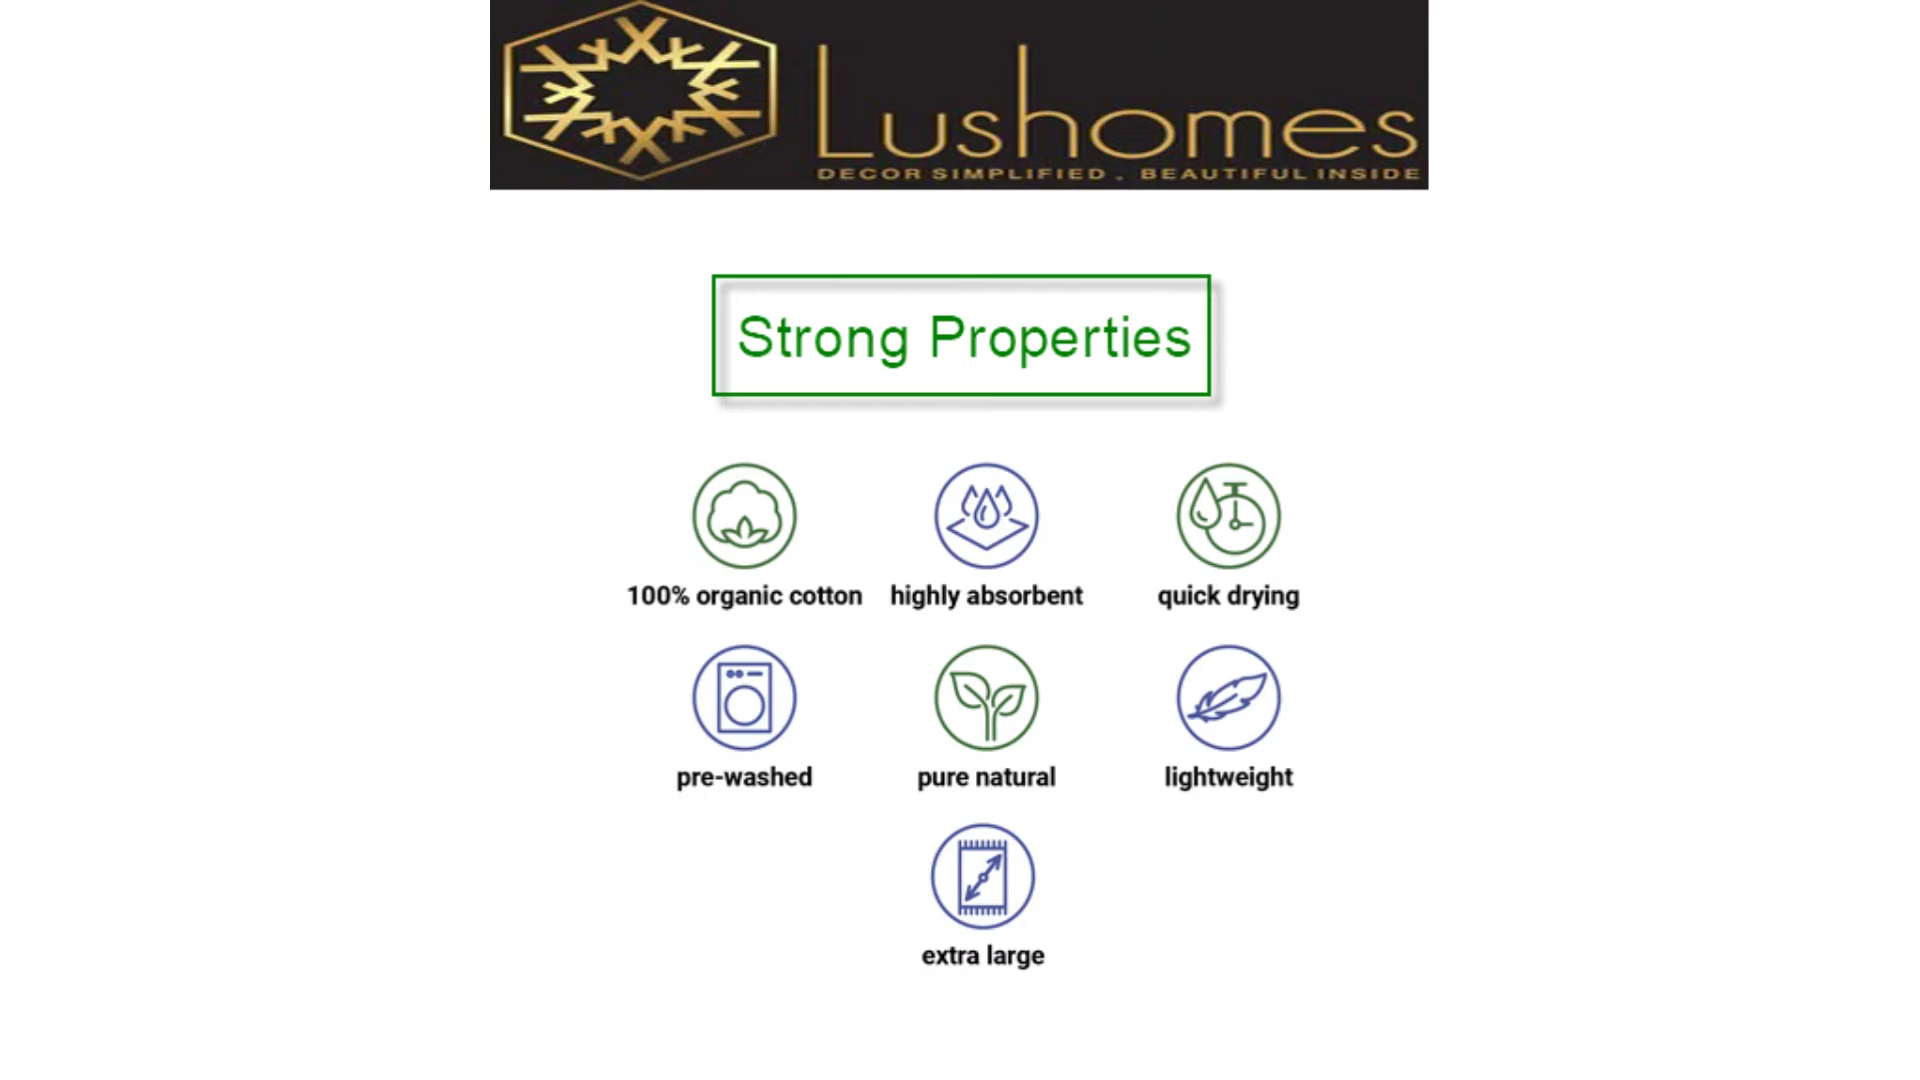 Lushomes
DECOR SIMPLIFIED . BEAUTIFUL INSIDE
Strong Properties
100% organic cotton
highly absorbent
quick drying
pre-washed
pure natural
lightweight
extra large